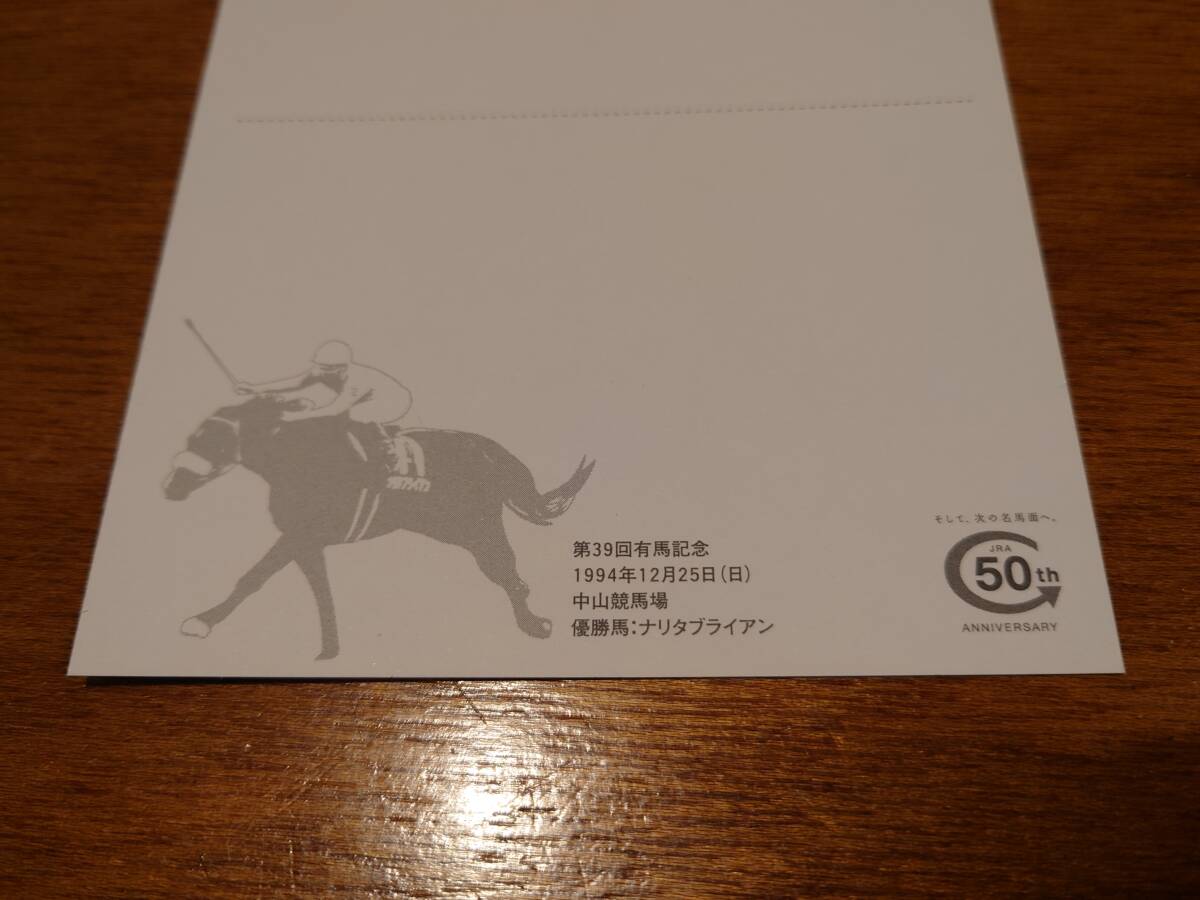 そして、次の名馬面へ。
JRA
50th
ANNIVERSARY
第39回有馬記念
1994年12月25日(日)
中山競馬場
優勝馬:ナリタブライアン